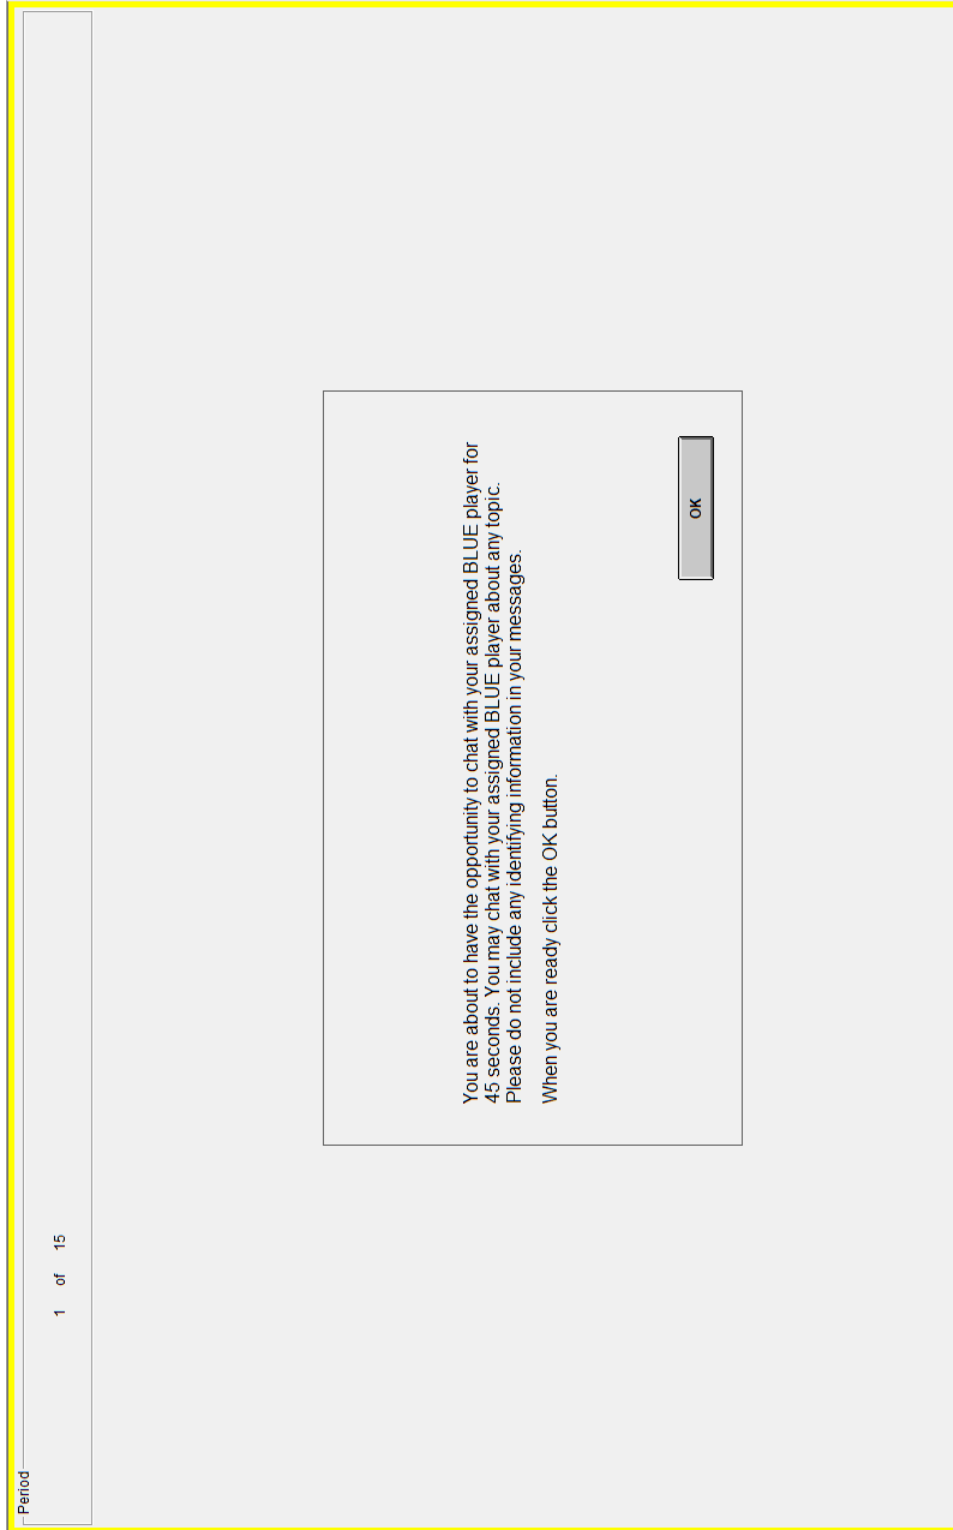 Period
1 of 15
You are about to have the opportunity to chat with your assigned BLUE player for
45 seconds. You may chat with your assigned BLUE player about any topic.
Please do not include any identifying information in your messages.
When you are ready click the OK button.
OK